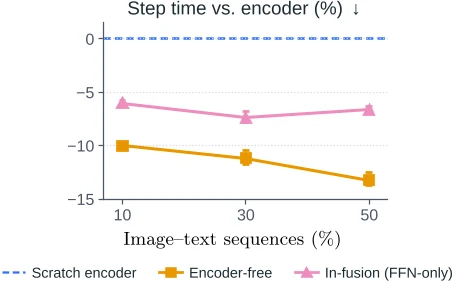 Step time vs. encoder (%) ↓
0
−5
−10
−15
10 30 50
Image–text sequences (%)
Scratch encoder Encoder-free In-fusion (FFN-only)